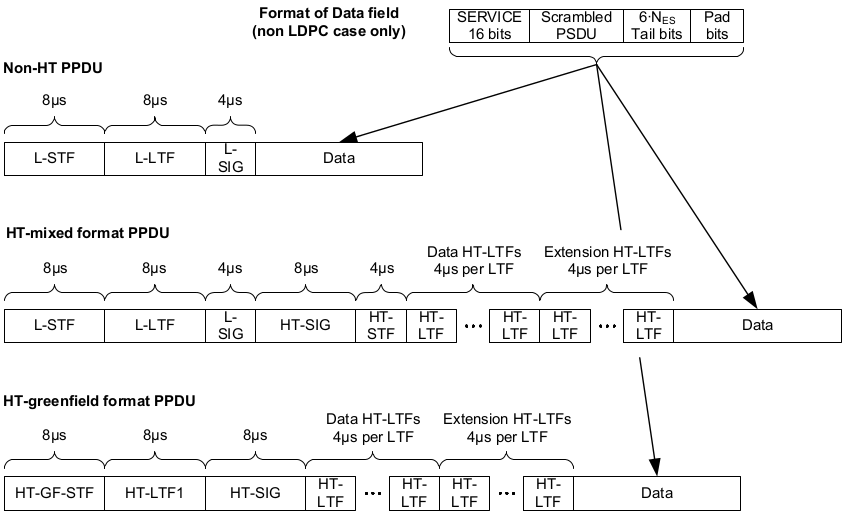 Format of Data field
(non LDPC case only)
SERVICE
16 bits
Scrambled
PSDU
6·NES
Tail bits
Pad
bits
Non-HT PPDU
8µs 8µs 4µs
L-STF
L-LTF
L-
SIG
Data
HT-mixed format PPDU
Data HT-LTFs
4µs per LTF
Extension HT-LTFs
4µs per LTF
8µs 8µs 4µs 8µs 4µs
L-STF
L-LTF
L-
SIG
HT-SIG
HT-
STF
HT-
LTF
...
HT-
LTF
HT-
LTF
...
HT-
LTF
Data
HT-greenfield format PPDU
Data HT-LTFs
4µs per LTF
Extension HT-LTFs
4µs per LTF
8µs 8µs 8µs
HT-GF-STF
HT-LTF1
HT-SIG
HT-
LTF
...
HT-
LTF
HT-
LTF
...
HT-
LTF
Data